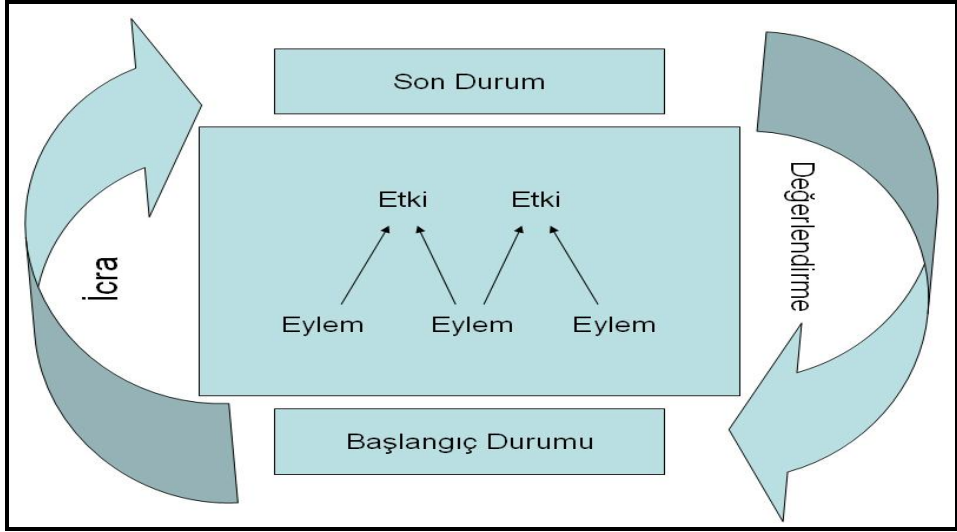 Son Durum
Etki Etki
İcra
Değerlendirme
Eylem Eylem Eylem
Başlangıç Durumu